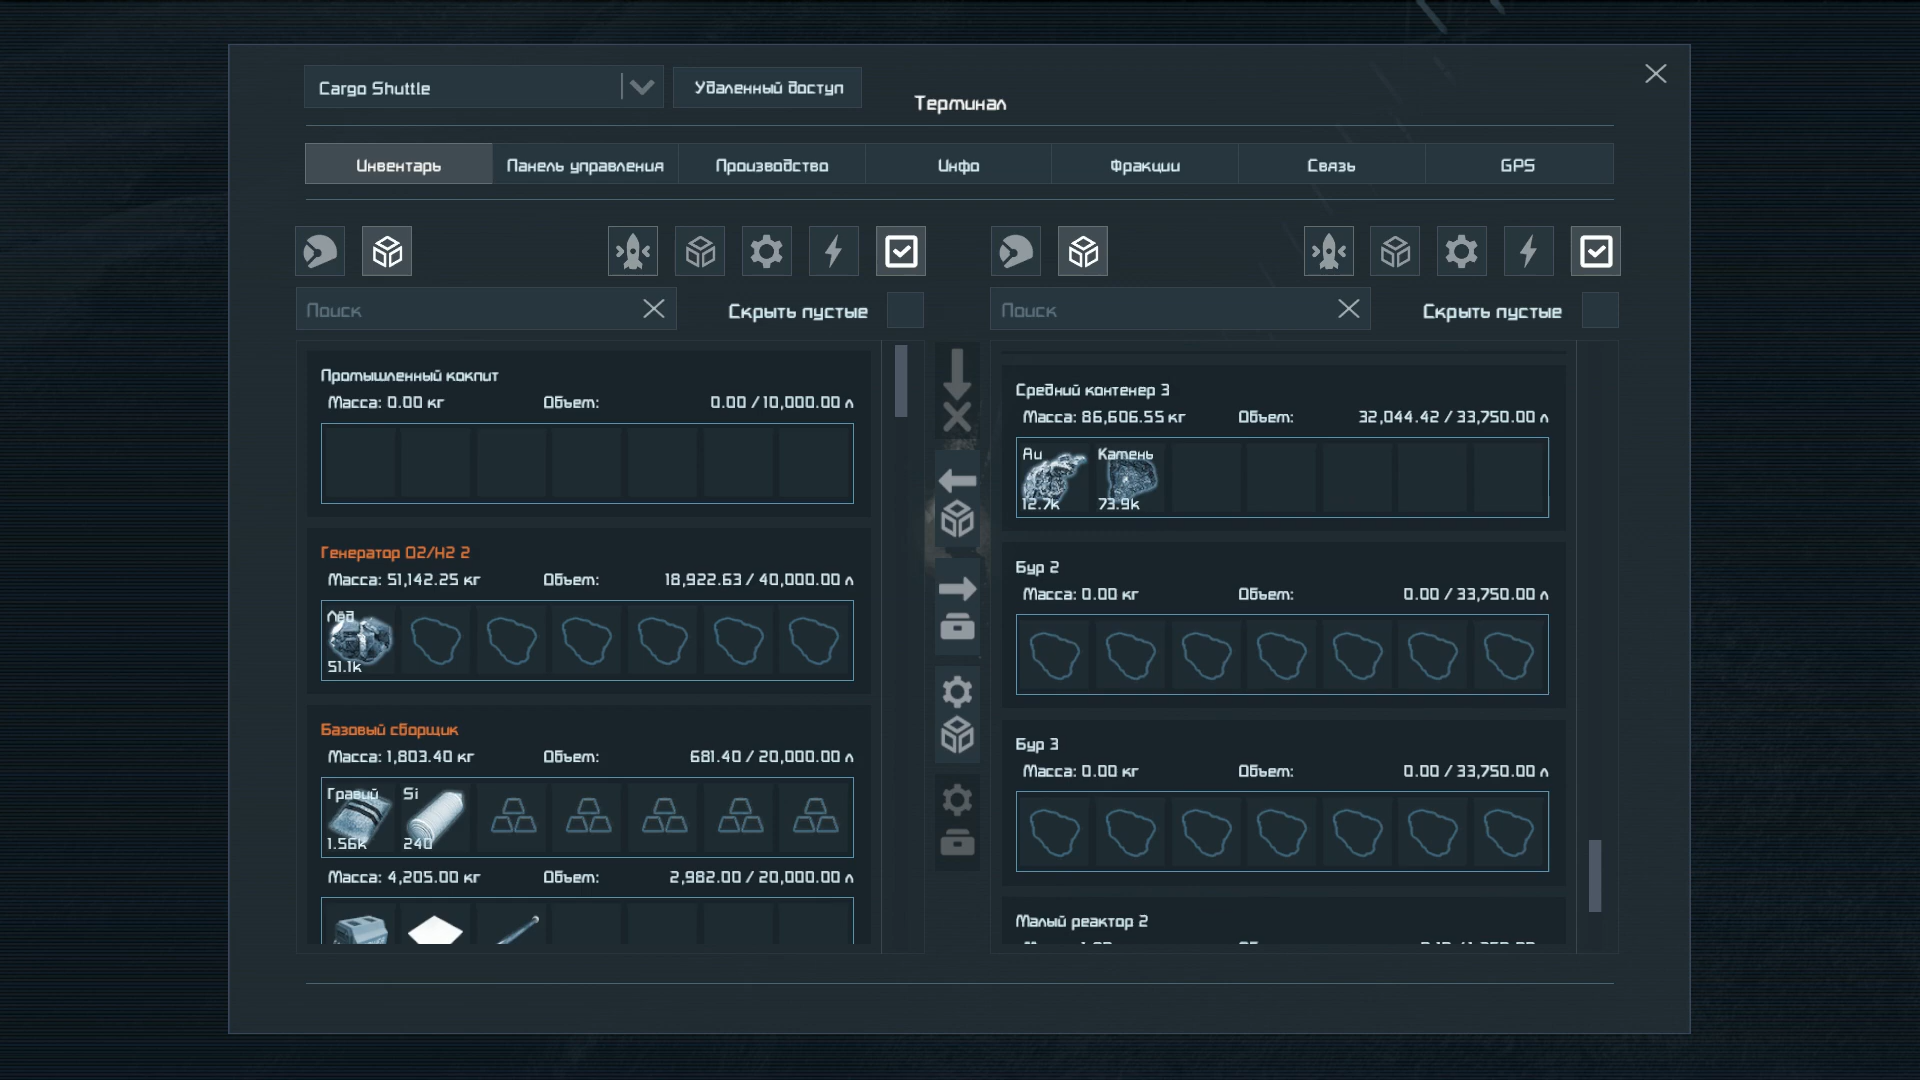 Cargo Shuttle
Удаленный доступ
Терминал
Инвентарь
Панель управления
Производство
Инфо
Фракции
Связь
GPS
Поиск
Скрыть пустые
Промышленный кокпит
Масса: 0.00 кг Объем: 0.00 / 10,000.00 л
Генератор O2/H2 2
Масса: 51,142.25 кг Объем: 18,922.63 / 40,000.00 л
Лёд
51.1k
Базовый сборщик
Масса: 1,803.40 кг Объем: 681.40 / 20,000.00 л
Гравий Si
1.56k 240
Масса: 4,205.00 кг Объем: 2,982.00 / 20,000.00 л
Поиск
Скрыть пустые
Средний контенер 3
Масса: 86,606.55 кг Объем: 32,044.42 / 33,750.00 л
Au Камень
12.7k 73.9k
Бур 2
Масса: 0.00 кг Объем: 0.00 / 33,750.00 л
Бур 3
Масса: 0.00 кг Объем: 0.00 / 33,750.00 л
Малый реактор 2